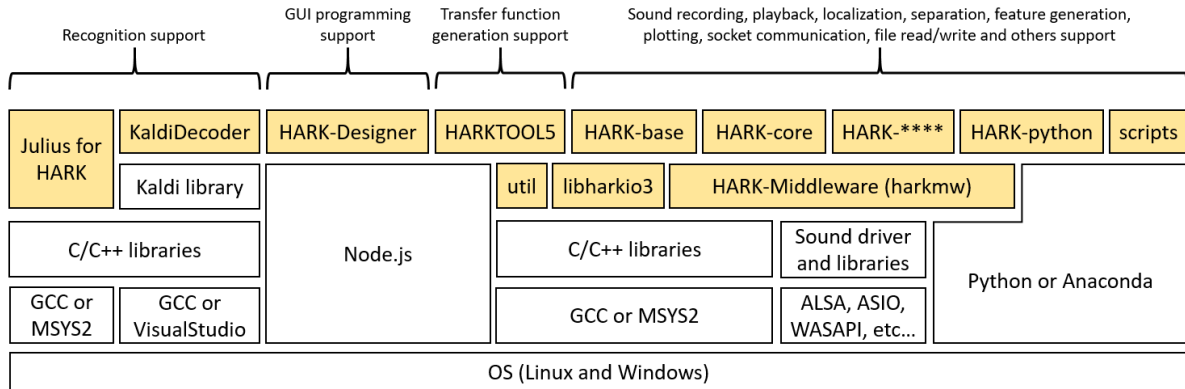 Recognition support
GUI programming
support
Transfer function
generation support
Sound recording, playback, localization, separation, feature generation,
plotting, socket communication, file read/write and others support
Julius for
HARK
KaldiDecoder
HARK-Designer
HARKTOOL5
HARK-base
HARK-core
HARK-****
HARK-python
scripts
Kaldi library
util
libharkio3
HARK-Middleware (harkmw)
C/C++ libraries
Node.js
C/C++ libraries
Sound driver
and libraries
Python or Anaconda
GCC or
MSYS2
GCC or
VisualStudio
GCC or MSYS2
ALSA, ASIO,
WASAPI, etc...
OS (Linux and Windows)